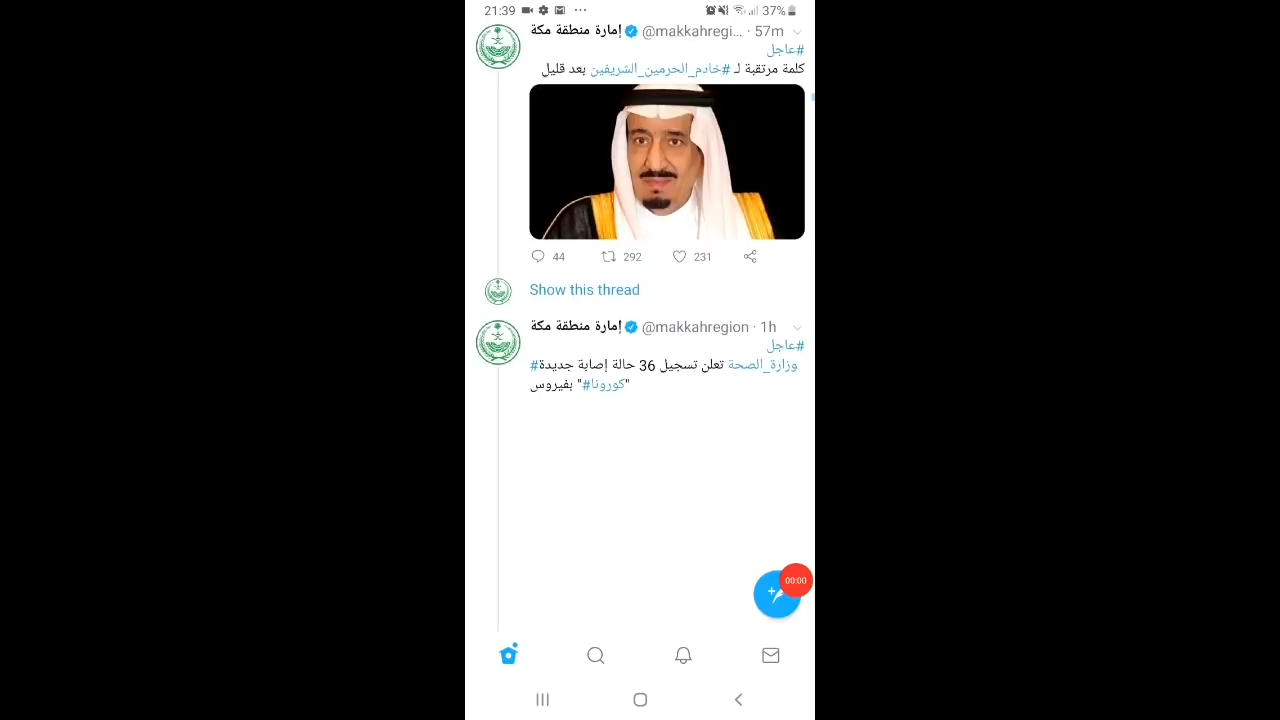 21:39 37%
إمارة منطقة مكة @makkahregi... · 57m
#عاجل
كلمة مرتقبة لـ #خادم_الحرمين_الشريفين بعد قليل
44 292 231
Show this thread
إمارة منطقة مكة @makkahregion · 1h
#عاجل
#وزارة_الصحة تعلن تسجيل 36 حالة إصابة جديدة
بفيروس "#كورونا"
00:00